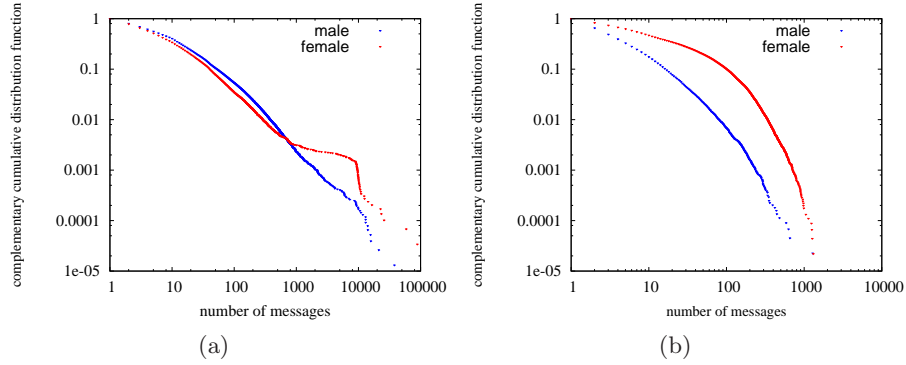 complementary cumulative distribution function
1
0.1
0.01
0.001
0.0001
1e-05
1
10
100
1000
10000
100000
number of messages
male
female
(a)
complementary cumulative distribution function
1
0.1
0.01
0.001
0.0001
1e-05
1
10
100
1000
10000
number of messages
male
female
(b)